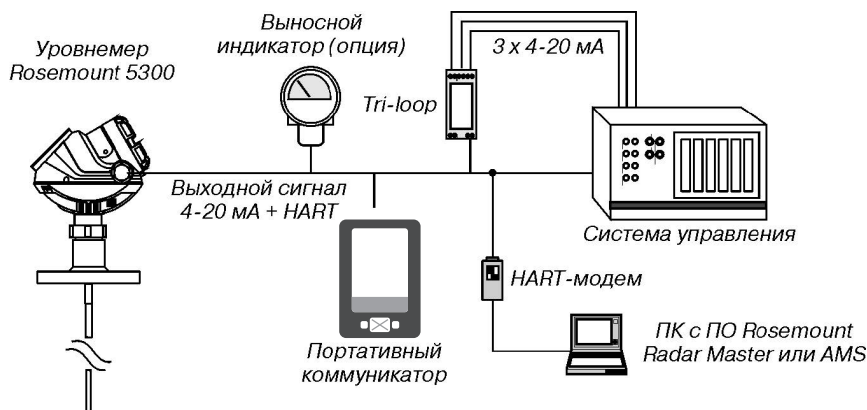 Уровнемер
Rosemount 5300
Выносной
индикатор (опция)
3 x 4-20 мА
Tri-loop
Выходной сигнал
4-20 мА + HART
Система управления
HART-модем
Портативный
коммуникатор
ПК с ПО Rosemount
Radar Master или AMS